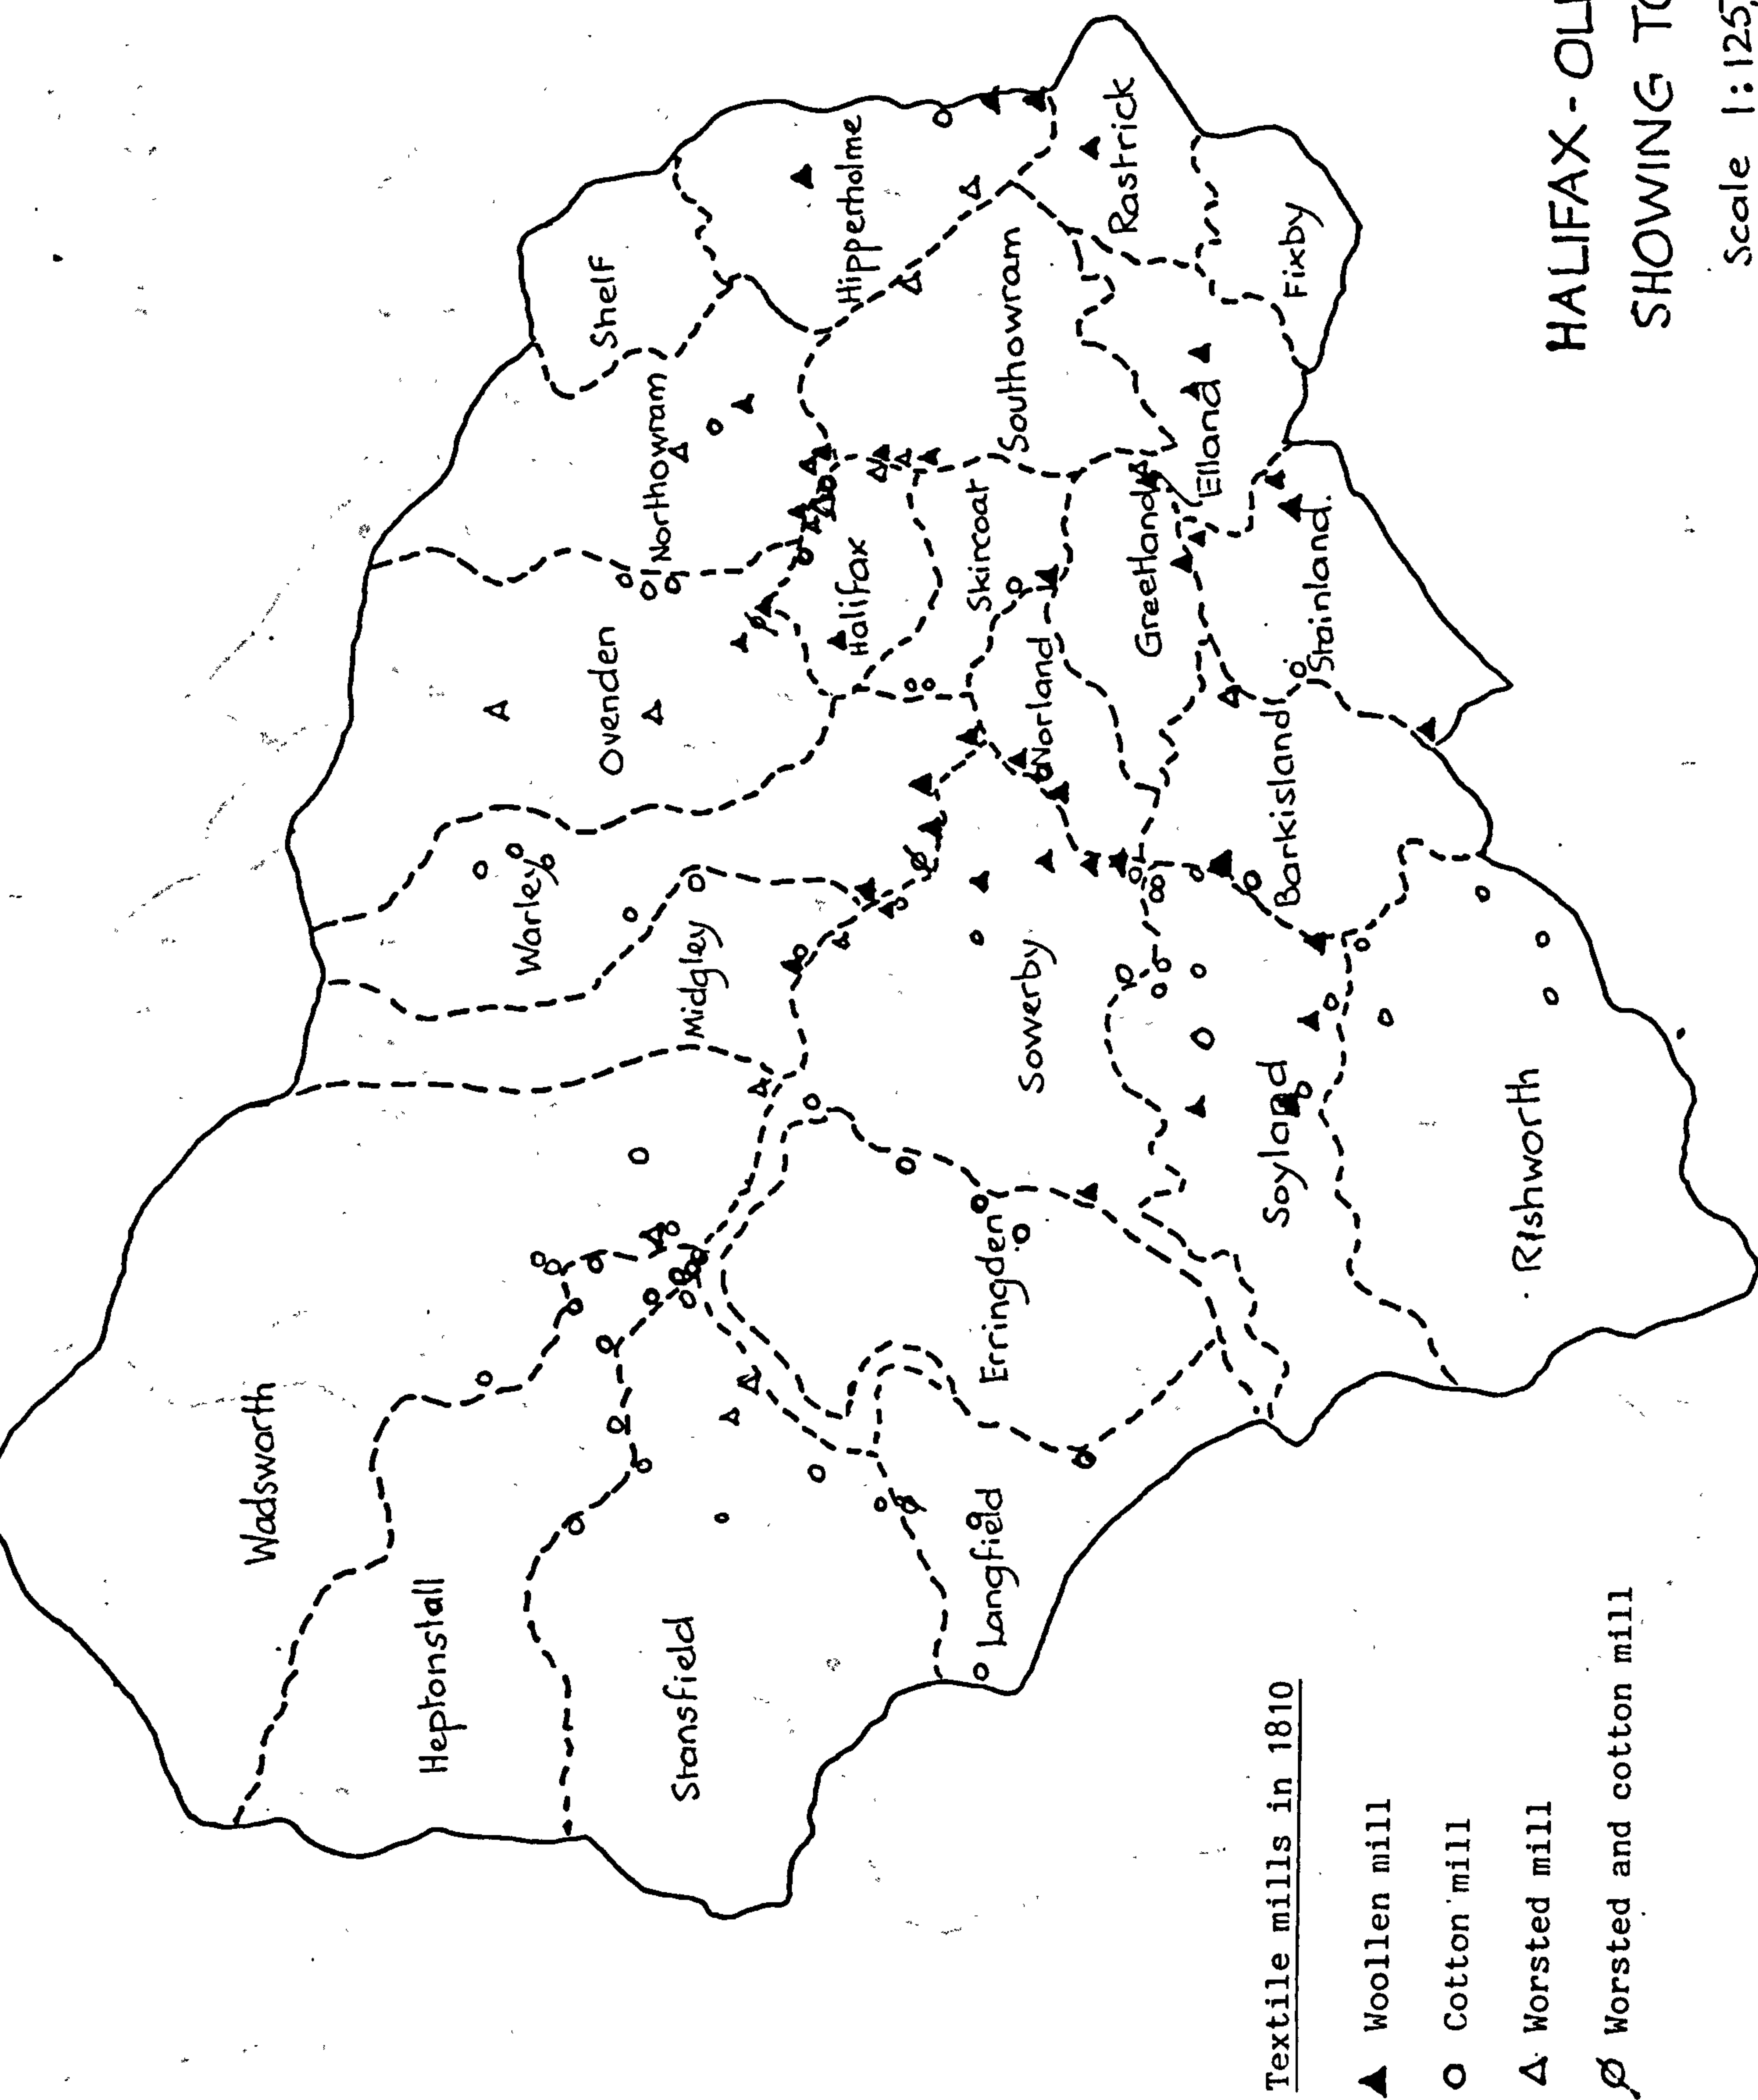 HALIFAX - OL
SHOWING TO
Scale 1:125,
Wadsworth
Heptonstall
Stansfield
Langfield
Erringden
Midgley
Warley
Ovenden
Northowram
Shelf
Hipperholme
Halifax
Skircoat
Southowram
Rastrick
Fixby
Elland
Greetland
Norland
Sowerby
Stainland.
Barkisland
Soyland
Rishworth
Textile mills in 1810
Woollen mill
Cotton mill
Worsted mill
Worsted and cotton mill